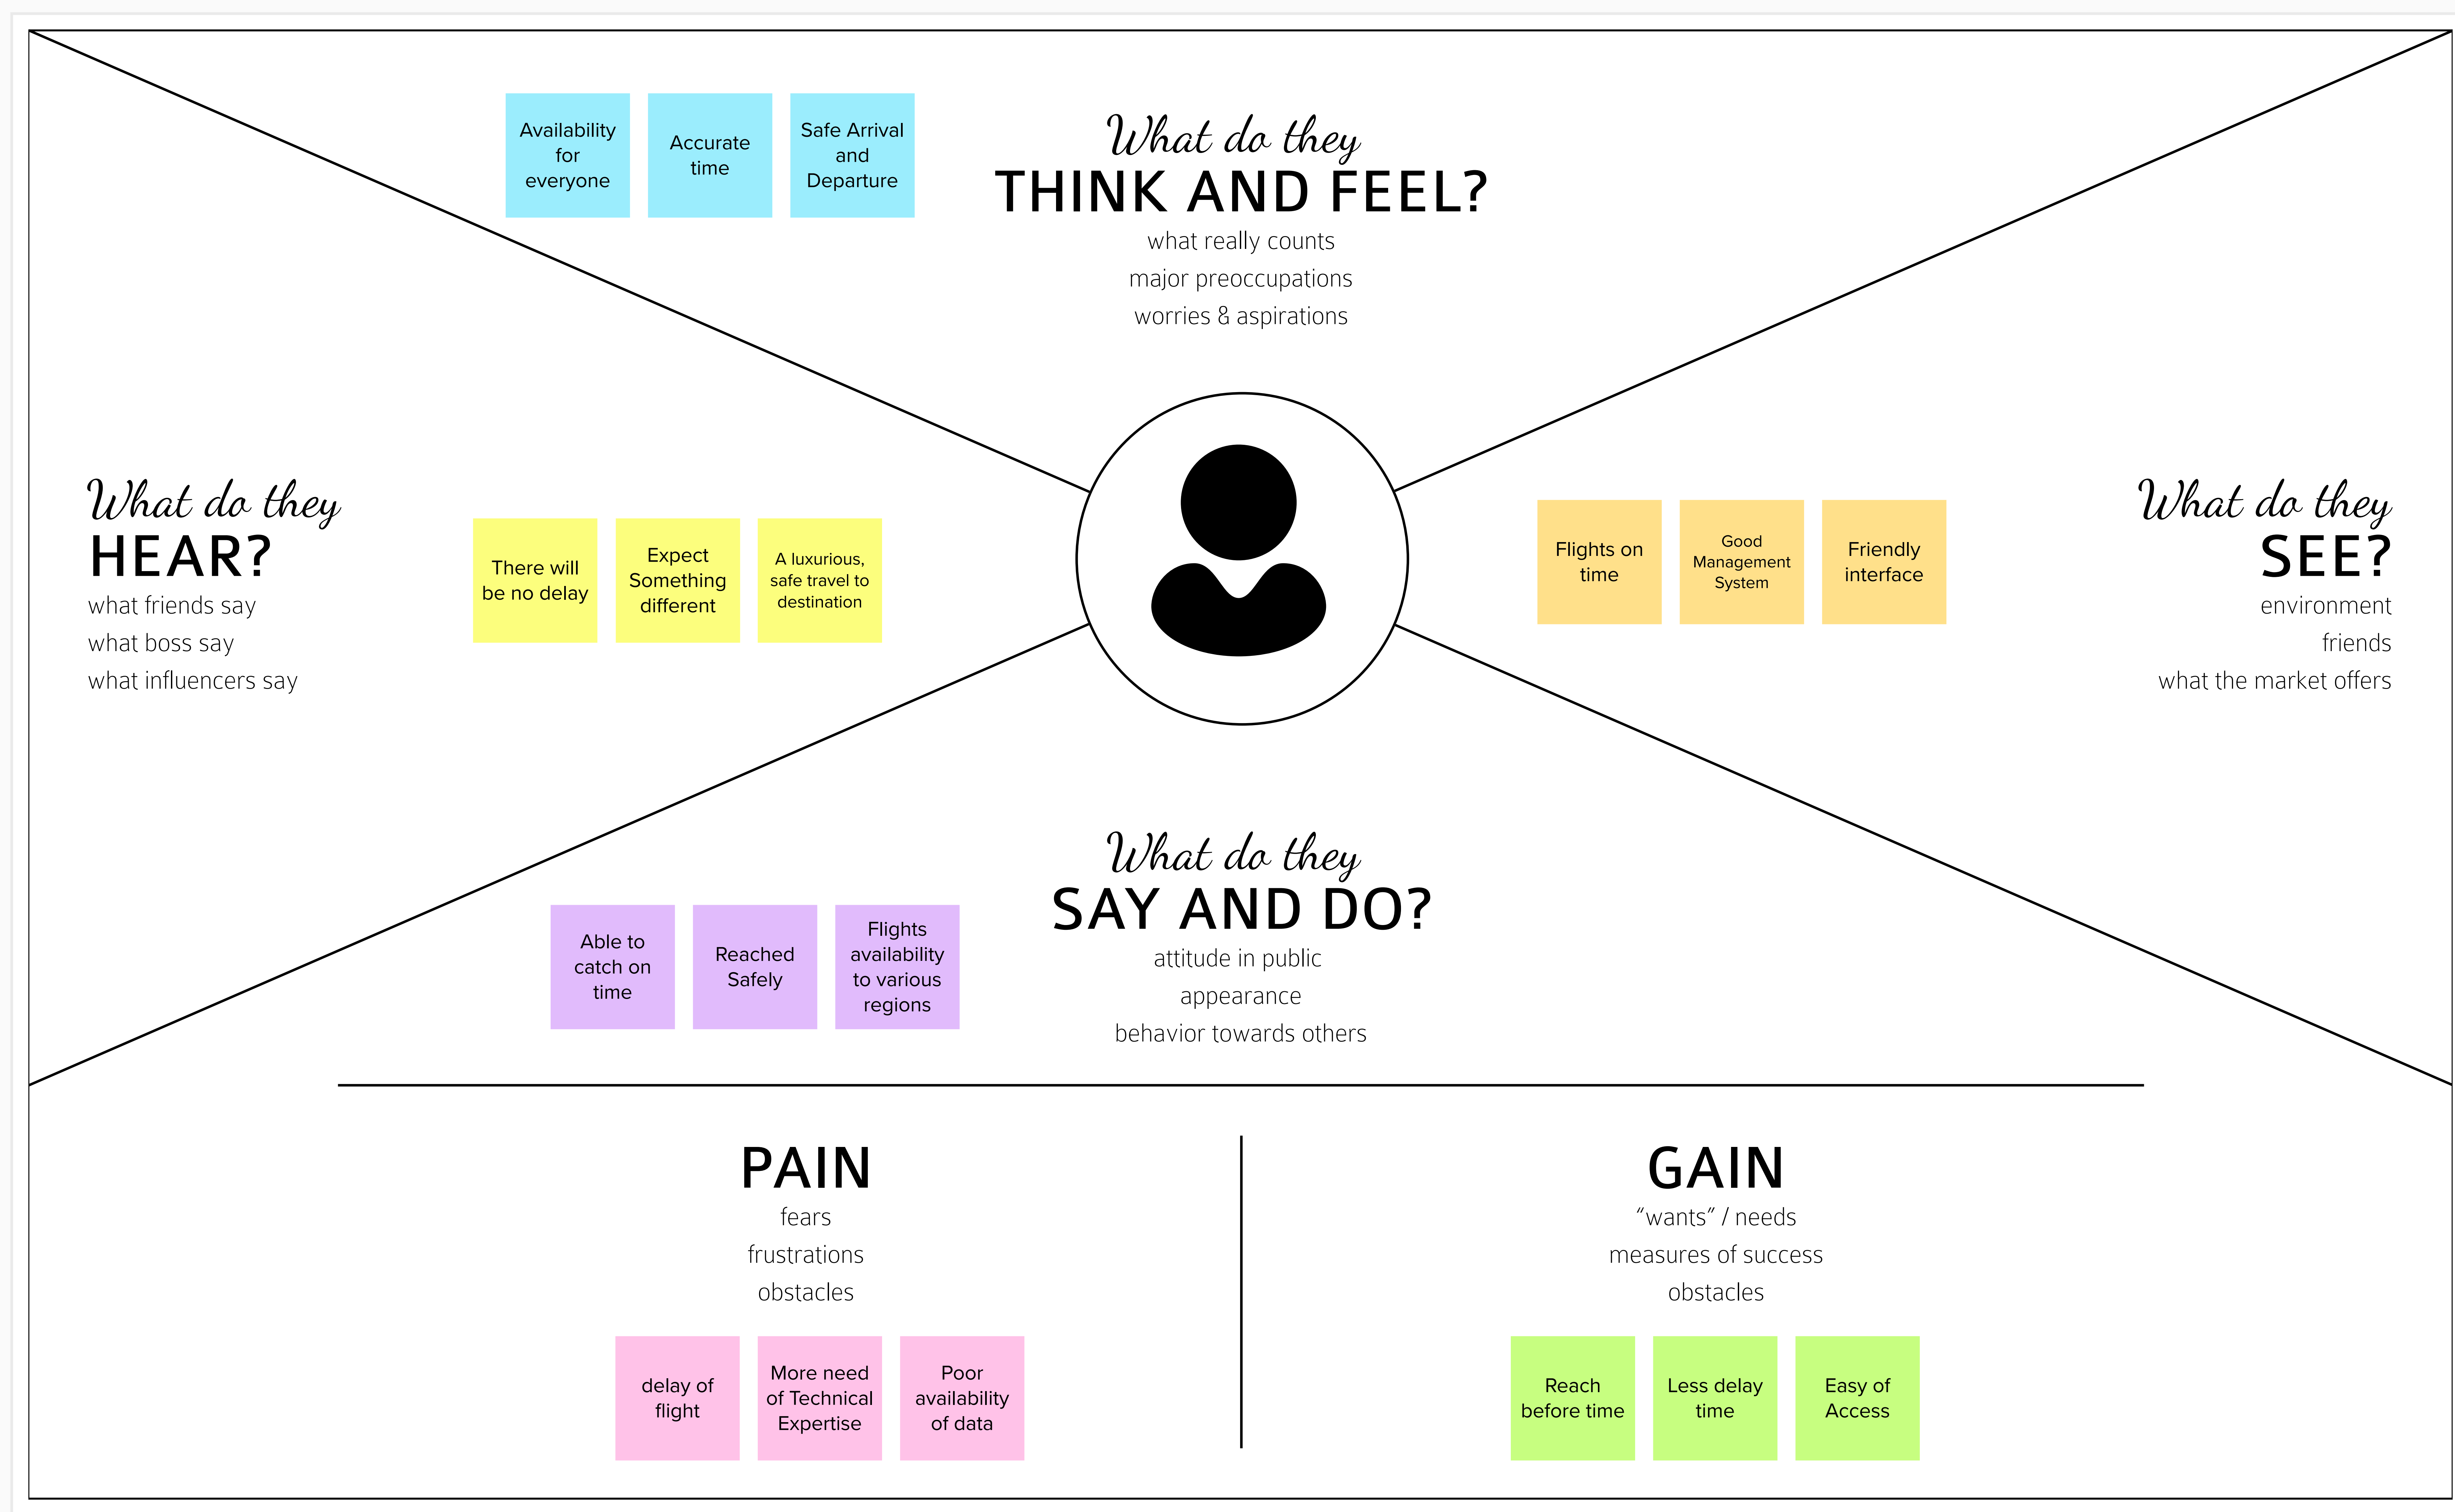 Availability
for
everyone
Accurate
time
Safe Arrival
and
Departure
What do they
THINK AND FEEL?
what really counts
major preoccupations
worries & aspirations
What do they
HEAR?
what friends say
what boss say
what influencers say
There will
be no delay
Expect
Something
different
A luxurious,
safe travel to
destination
Flights on
time
Good
Management
System
Friendly
interface
What do they
SEE?
environment
friends
what the market offers
Able to
catch on
time
Reached
Safely
Flights
availability
to various
regions
What do they
SAY AND DO?
attitude in public
appearance
behavior towards others
PAIN
fears
frustrations
obstacles
delay of
flight
More need
of Technical
Expertise
Poor
availability
of data
GAIN
“wants” / needs
measures of success
obstacles
Reach
before time
Less delay
time
Easy of
Access